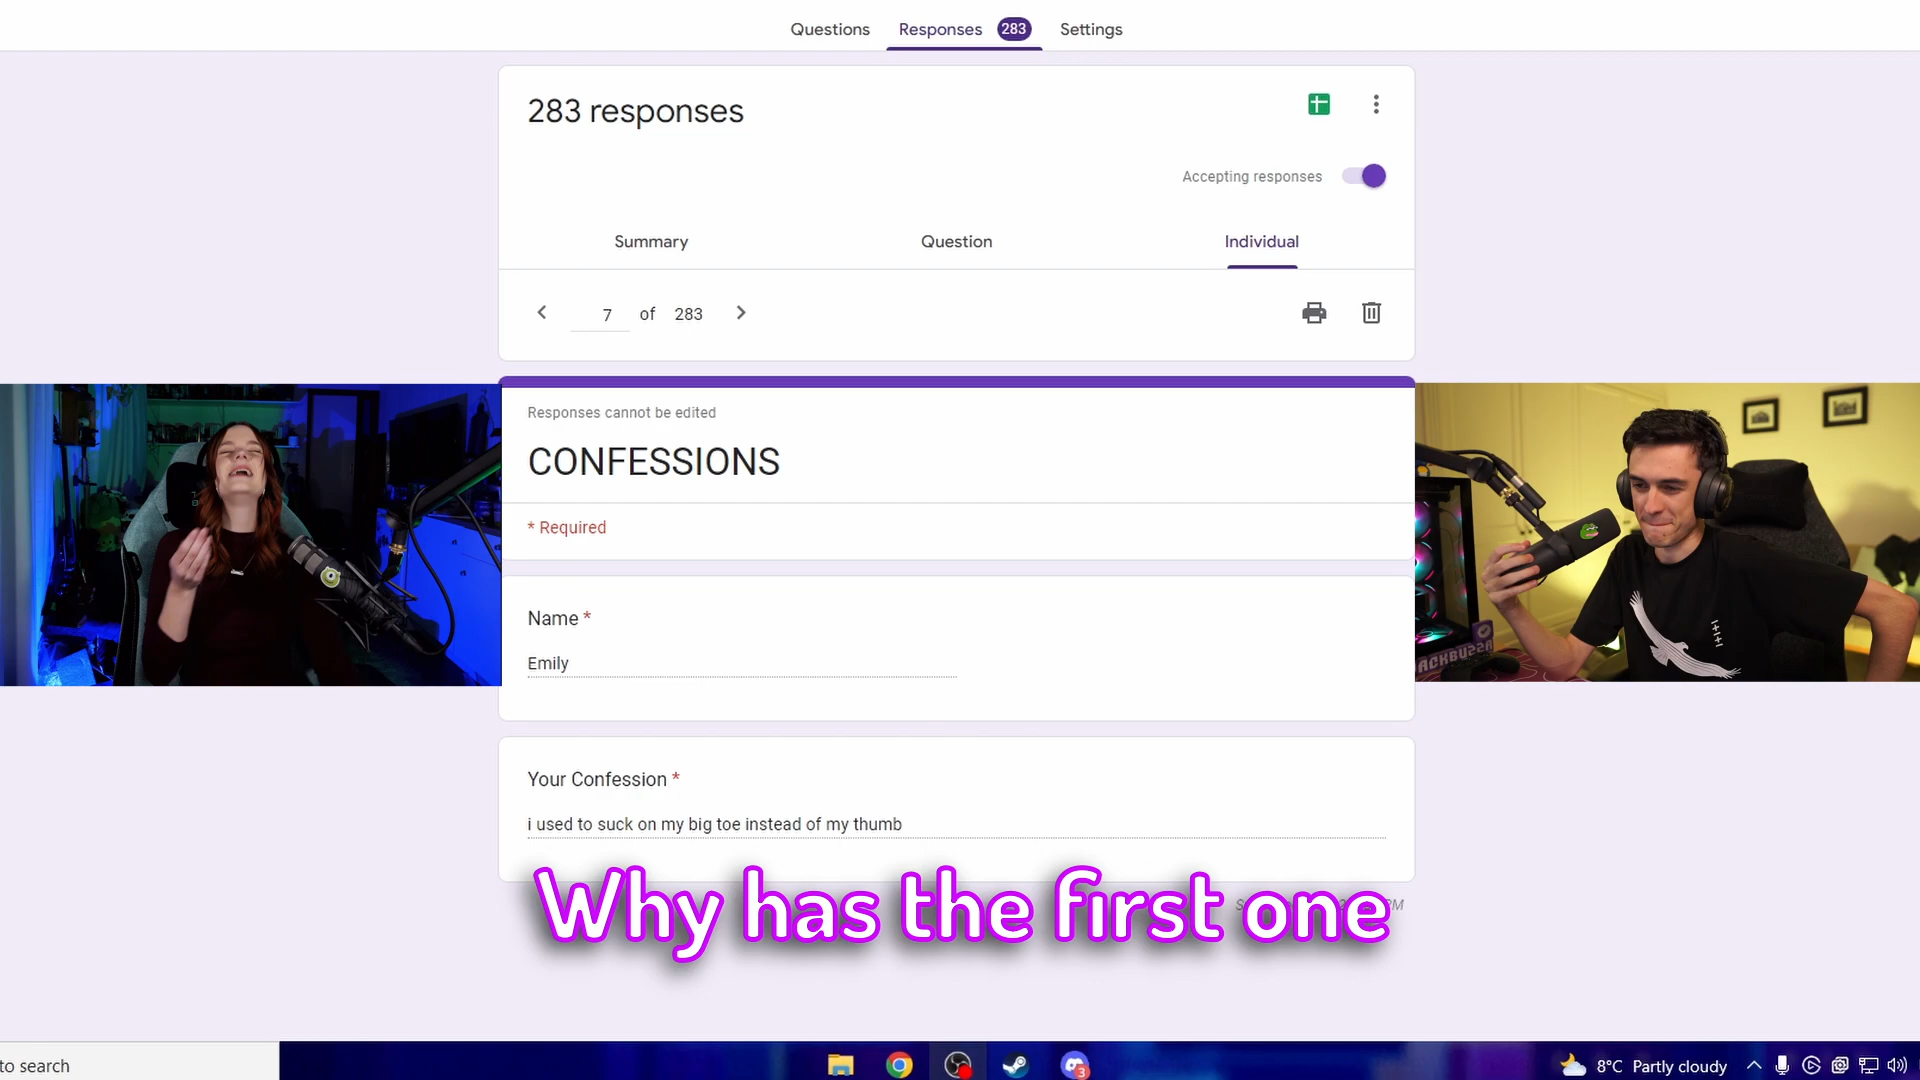 Questions Responses 283 Settings
283 responses
Accepting responses
Summary Question Individual
7 of 283
Responses cannot be edited
CONFESSIONS
* Required
Name *
Emily
Your Confession *
i used to suck on my big toe instead of my thumb
Why has the first one
to search
3
8°C Partly cloudy